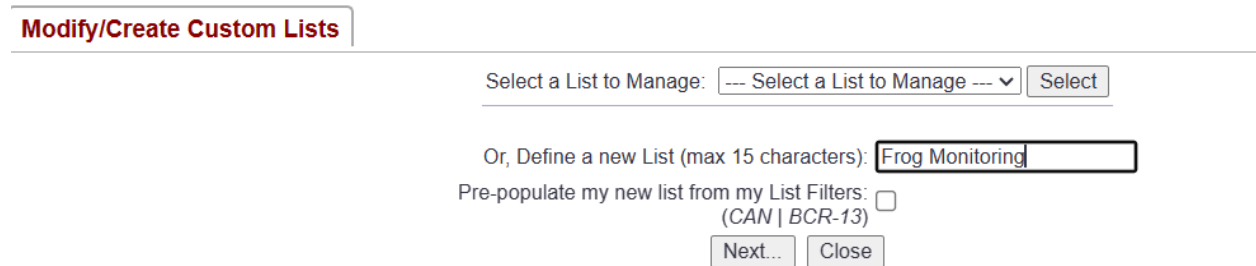 Modify/Create Custom Lists
Select a List to Manage: --- Select a List to Manage --- Select
Or, Define a new List (max 15 characters): Frog Monitoring
Pre-populate my new list from my List Filters:
(CAN | BCR-13)
Next... Close